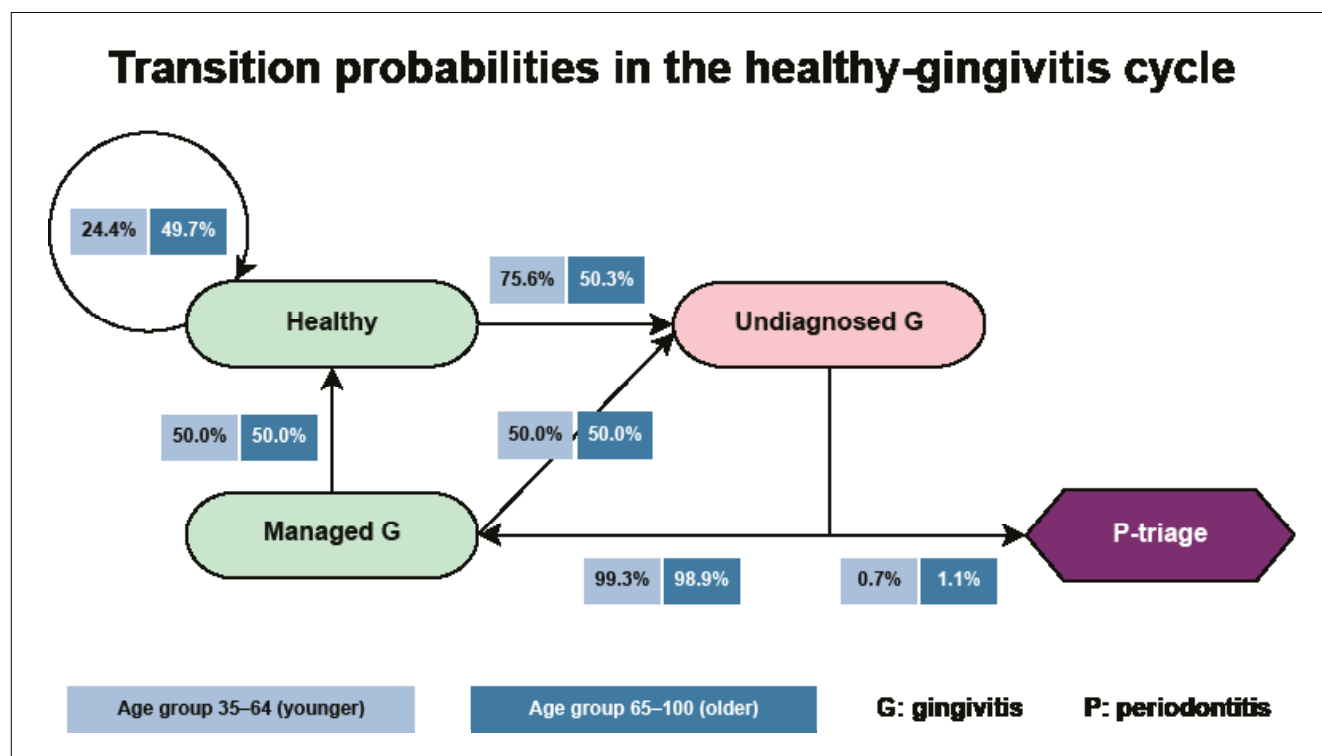 Transition probabilities in the healthy-gingivitis cycle
24.4% 49.7%
75.6% 50.3%
Healthy
Undiagnosed G
50.0% 50.0%
50.0% 50.0%
Managed G
P-triage
99.3% 98.9%
0.7% 1.1%
Age group 35–64 (younger)
Age group 65–100 (older)
G: gingivitis
P: periodontitis